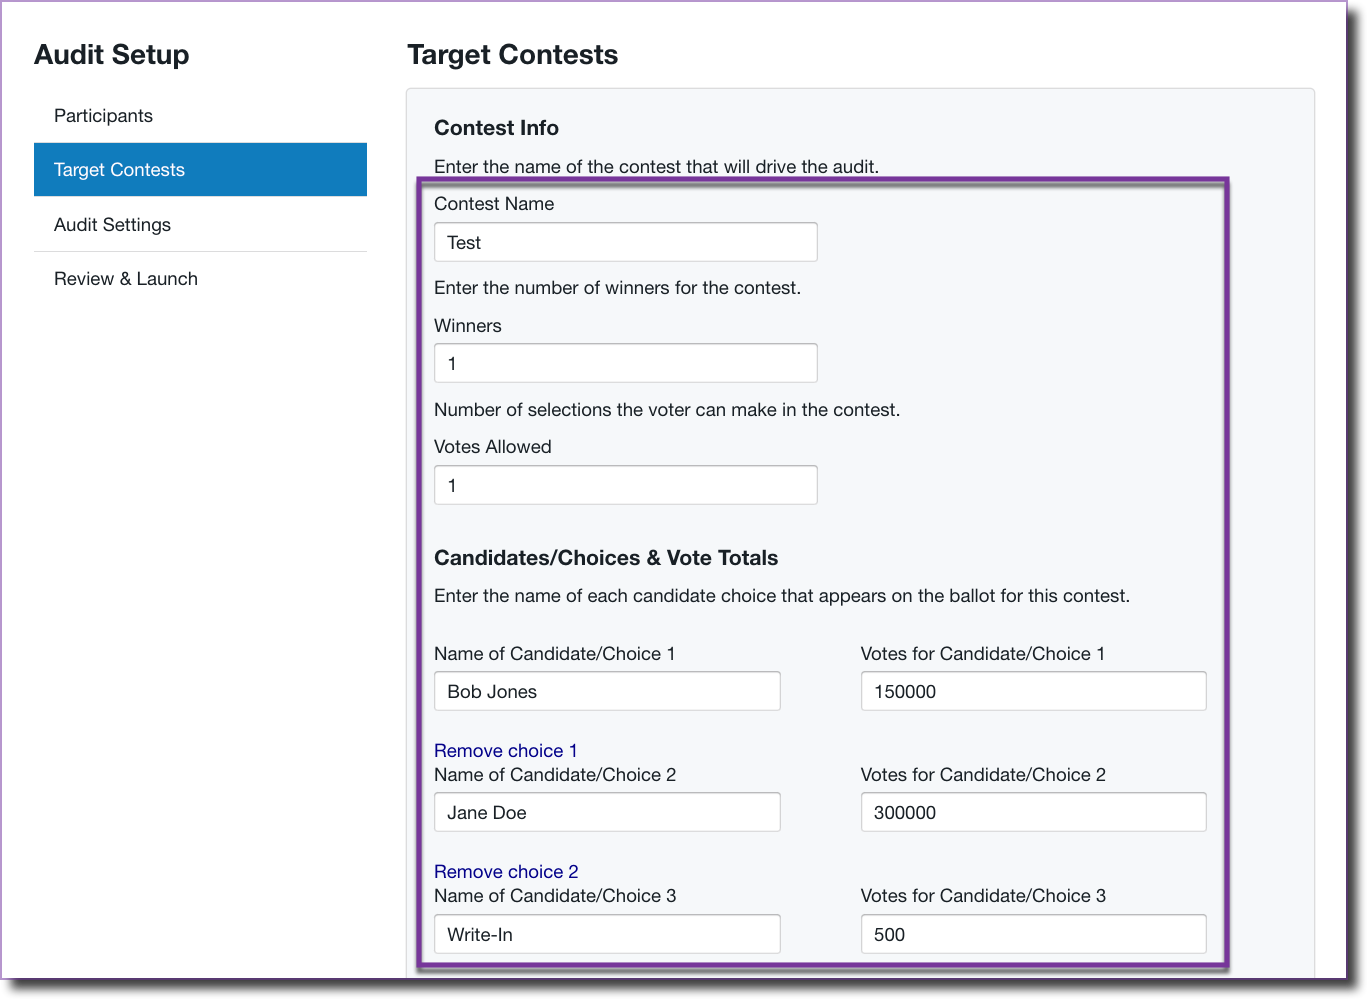 Audit Setup
Participants
Target Contests
Audit Settings
Review & Launch
Target Contests
Contest Info
Enter the name of the contest that will drive the audit.
Contest Name
Test
Enter the number of winners for the contest.
Winners
1
Number of selections the voter can make in the contest.
Votes Allowed
1
Candidates/Choices & Vote Totals
Enter the name of each candidate choice that appears on the ballot for this contest.
Name of Candidate/Choice 1
Votes for Candidate/Choice 1
Bob Jones
150000
Remove choice 1
Name of Candidate/Choice 2
Votes for Candidate/Choice 2
Jane Doe
300000
Remove choice 2
Name of Candidate/Choice 3
Votes for Candidate/Choice 3
Write-In
500